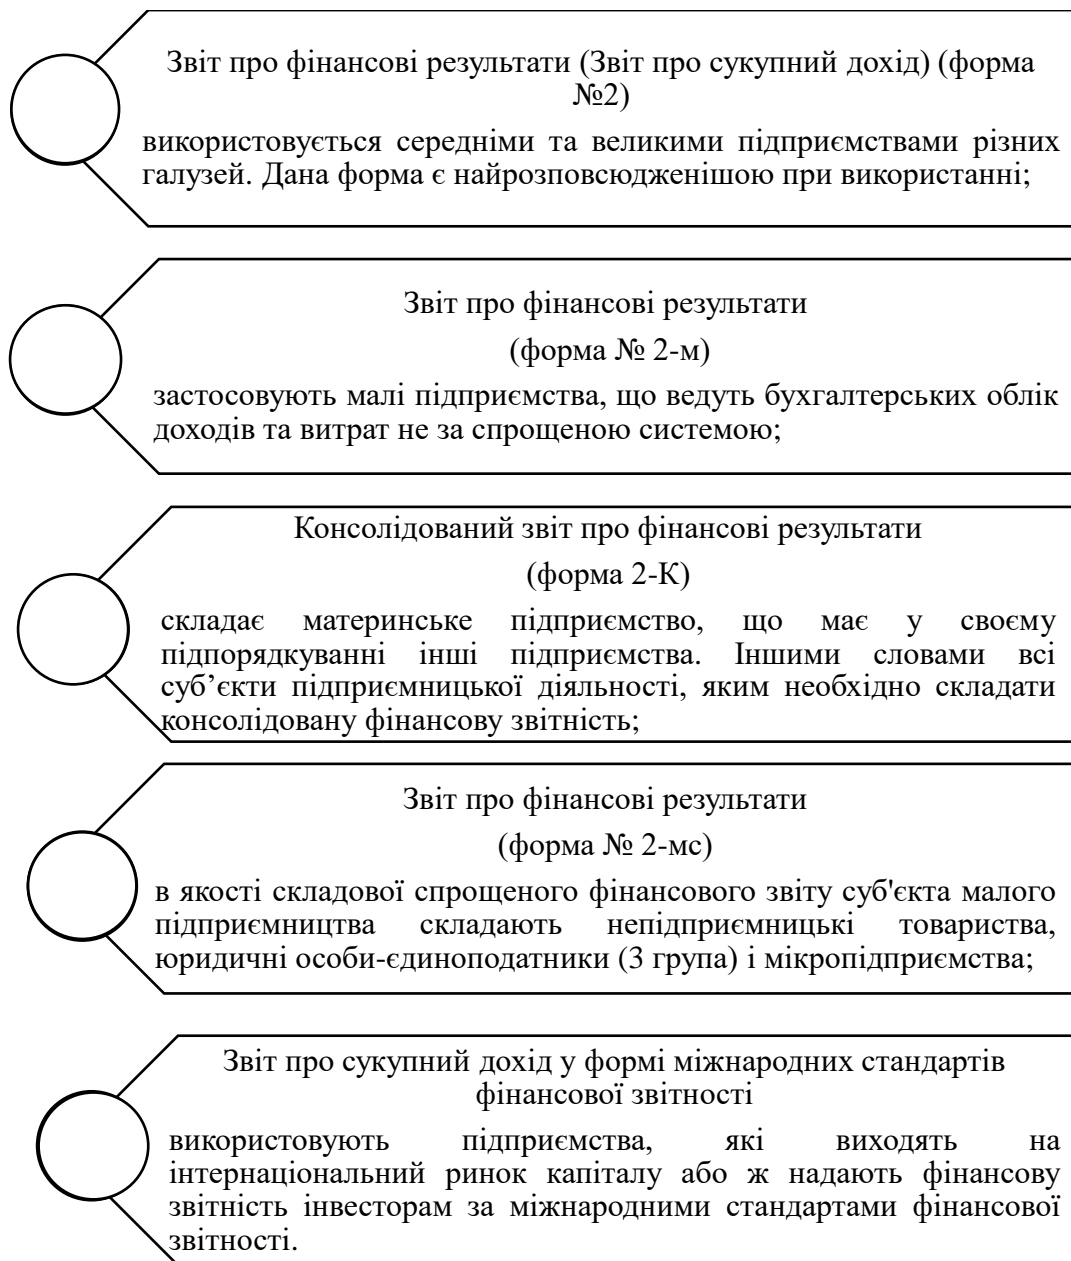 Звіт про фінансові результати (Звіт про сукупний дохід) (форма
№2)
використовується середніми та великими підприємствами різних
галузей. Дана форма є найрозповсюдженішою при використанні;
Звіт про фінансові результати
(форма № 2-м)
застосовують малі підприємства, що ведуть бухгалтерських облік
доходів та витрат не за спрощеною системою;
Консолідований звіт про фінансові результати
(форма 2-К)
складає материнське підприємство, що має у своєму
підпорядкуванні інші підприємства. Іншими словами всі
суб’єкти підприємницької діяльності, яким необхідно складати
консолідовану фінансову звітність;
Звіт про фінансові результати
(форма № 2-мс)
в якості складової спрощеного фінансового звіту суб'єкта малого
підприємництва складають непідприємницькі товариства,
юридичні особи-єдиноподатники (3 група) і мікропідприємства;
Звіт про сукупний дохід у формі міжнародних стандартів
фінансової звітності
використовують підприємства, які виходять на
інтернаціональний ринок капіталу або ж надають фінансову
звітність інвесторам за міжнародними стандартами фінансової
звітності.